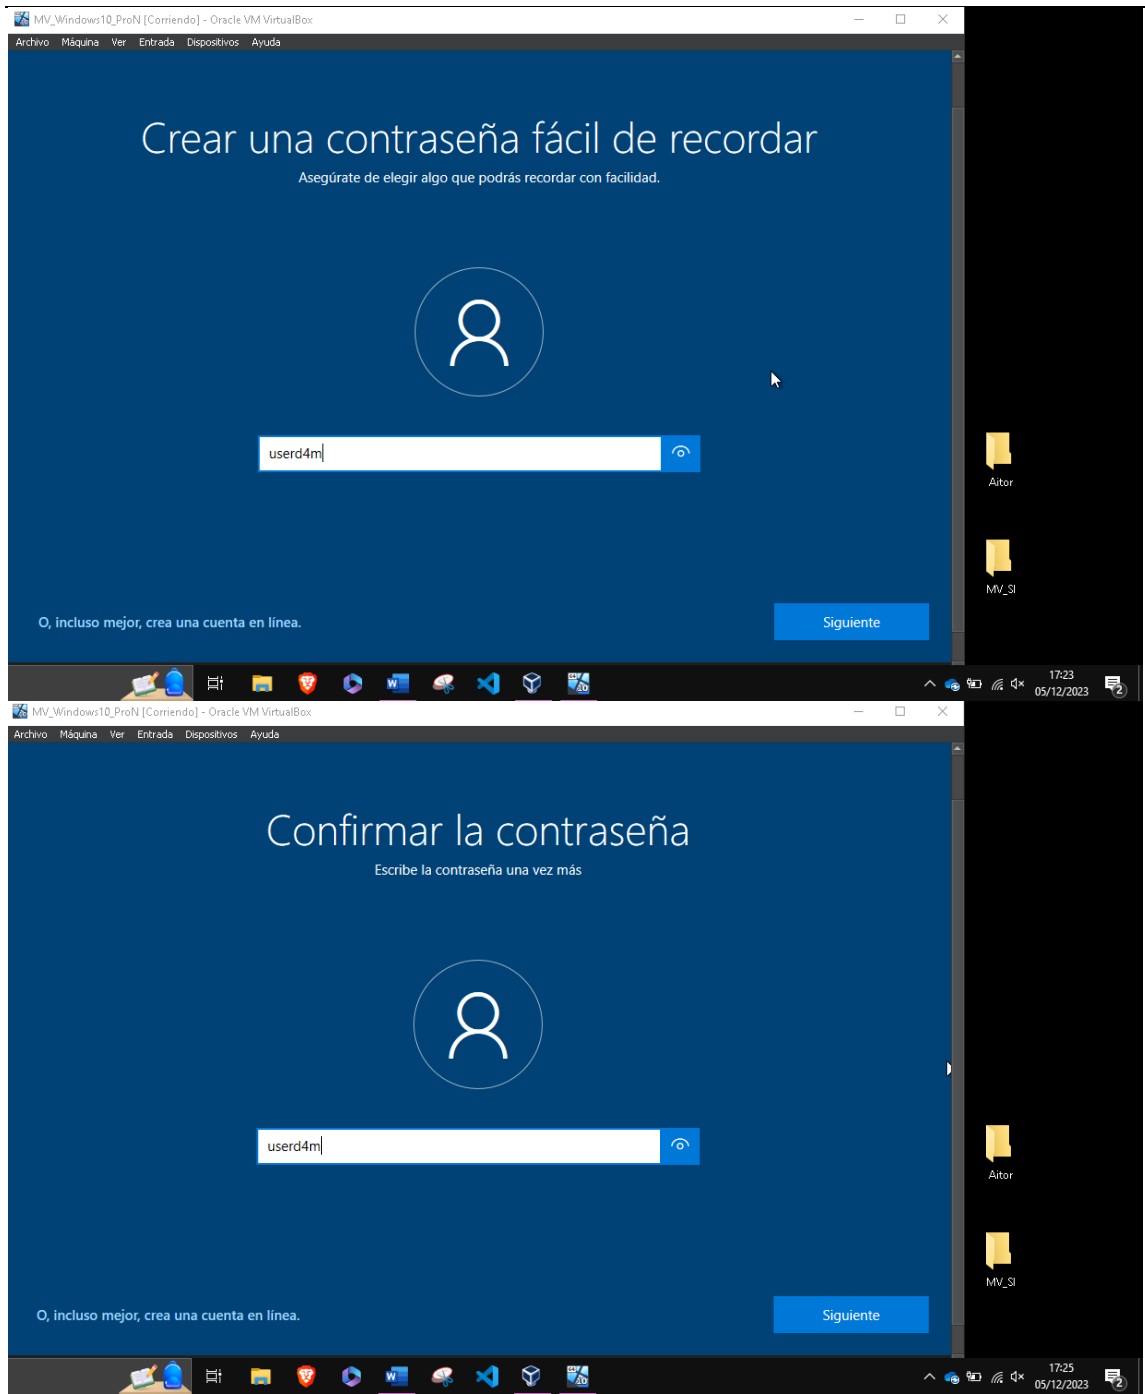 MV_Windows10_ProN [Corriendo] - Oracle VM VirtualBox
Archivo Máquina Ver Entrada Dispositivos Ayuda
Crear una contraseña fácil de recordar
Asegúrate de elegir algo que podrás recordar con facilidad.
userd4m
Aitor
MV_SI
O, incluso mejor, crea una cuenta en línea.
Siguiente
17:23
05/12/2023
2
MV_Windows10_ProN [Corriendo] - Oracle VM VirtualBox
Archivo Máquina Ver Entrada Dispositivos Ayuda
Confirmar la contraseña
Escribe la contraseña una vez más
userd4m
Aitor
MV_SI
O, incluso mejor, crea una cuenta en línea.
Siguiente
17:25
05/12/2023
2